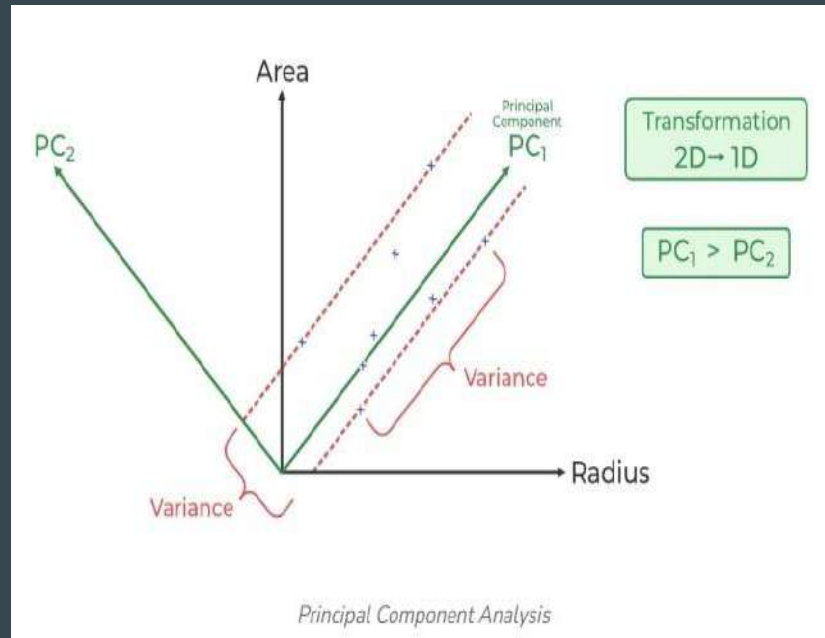 Area
Principal
Component
PC₁
PC₂
Transformation
2D→ 1D
PC₁ > PC₂
Variance
Radius
Variance
Principal Component Analysis